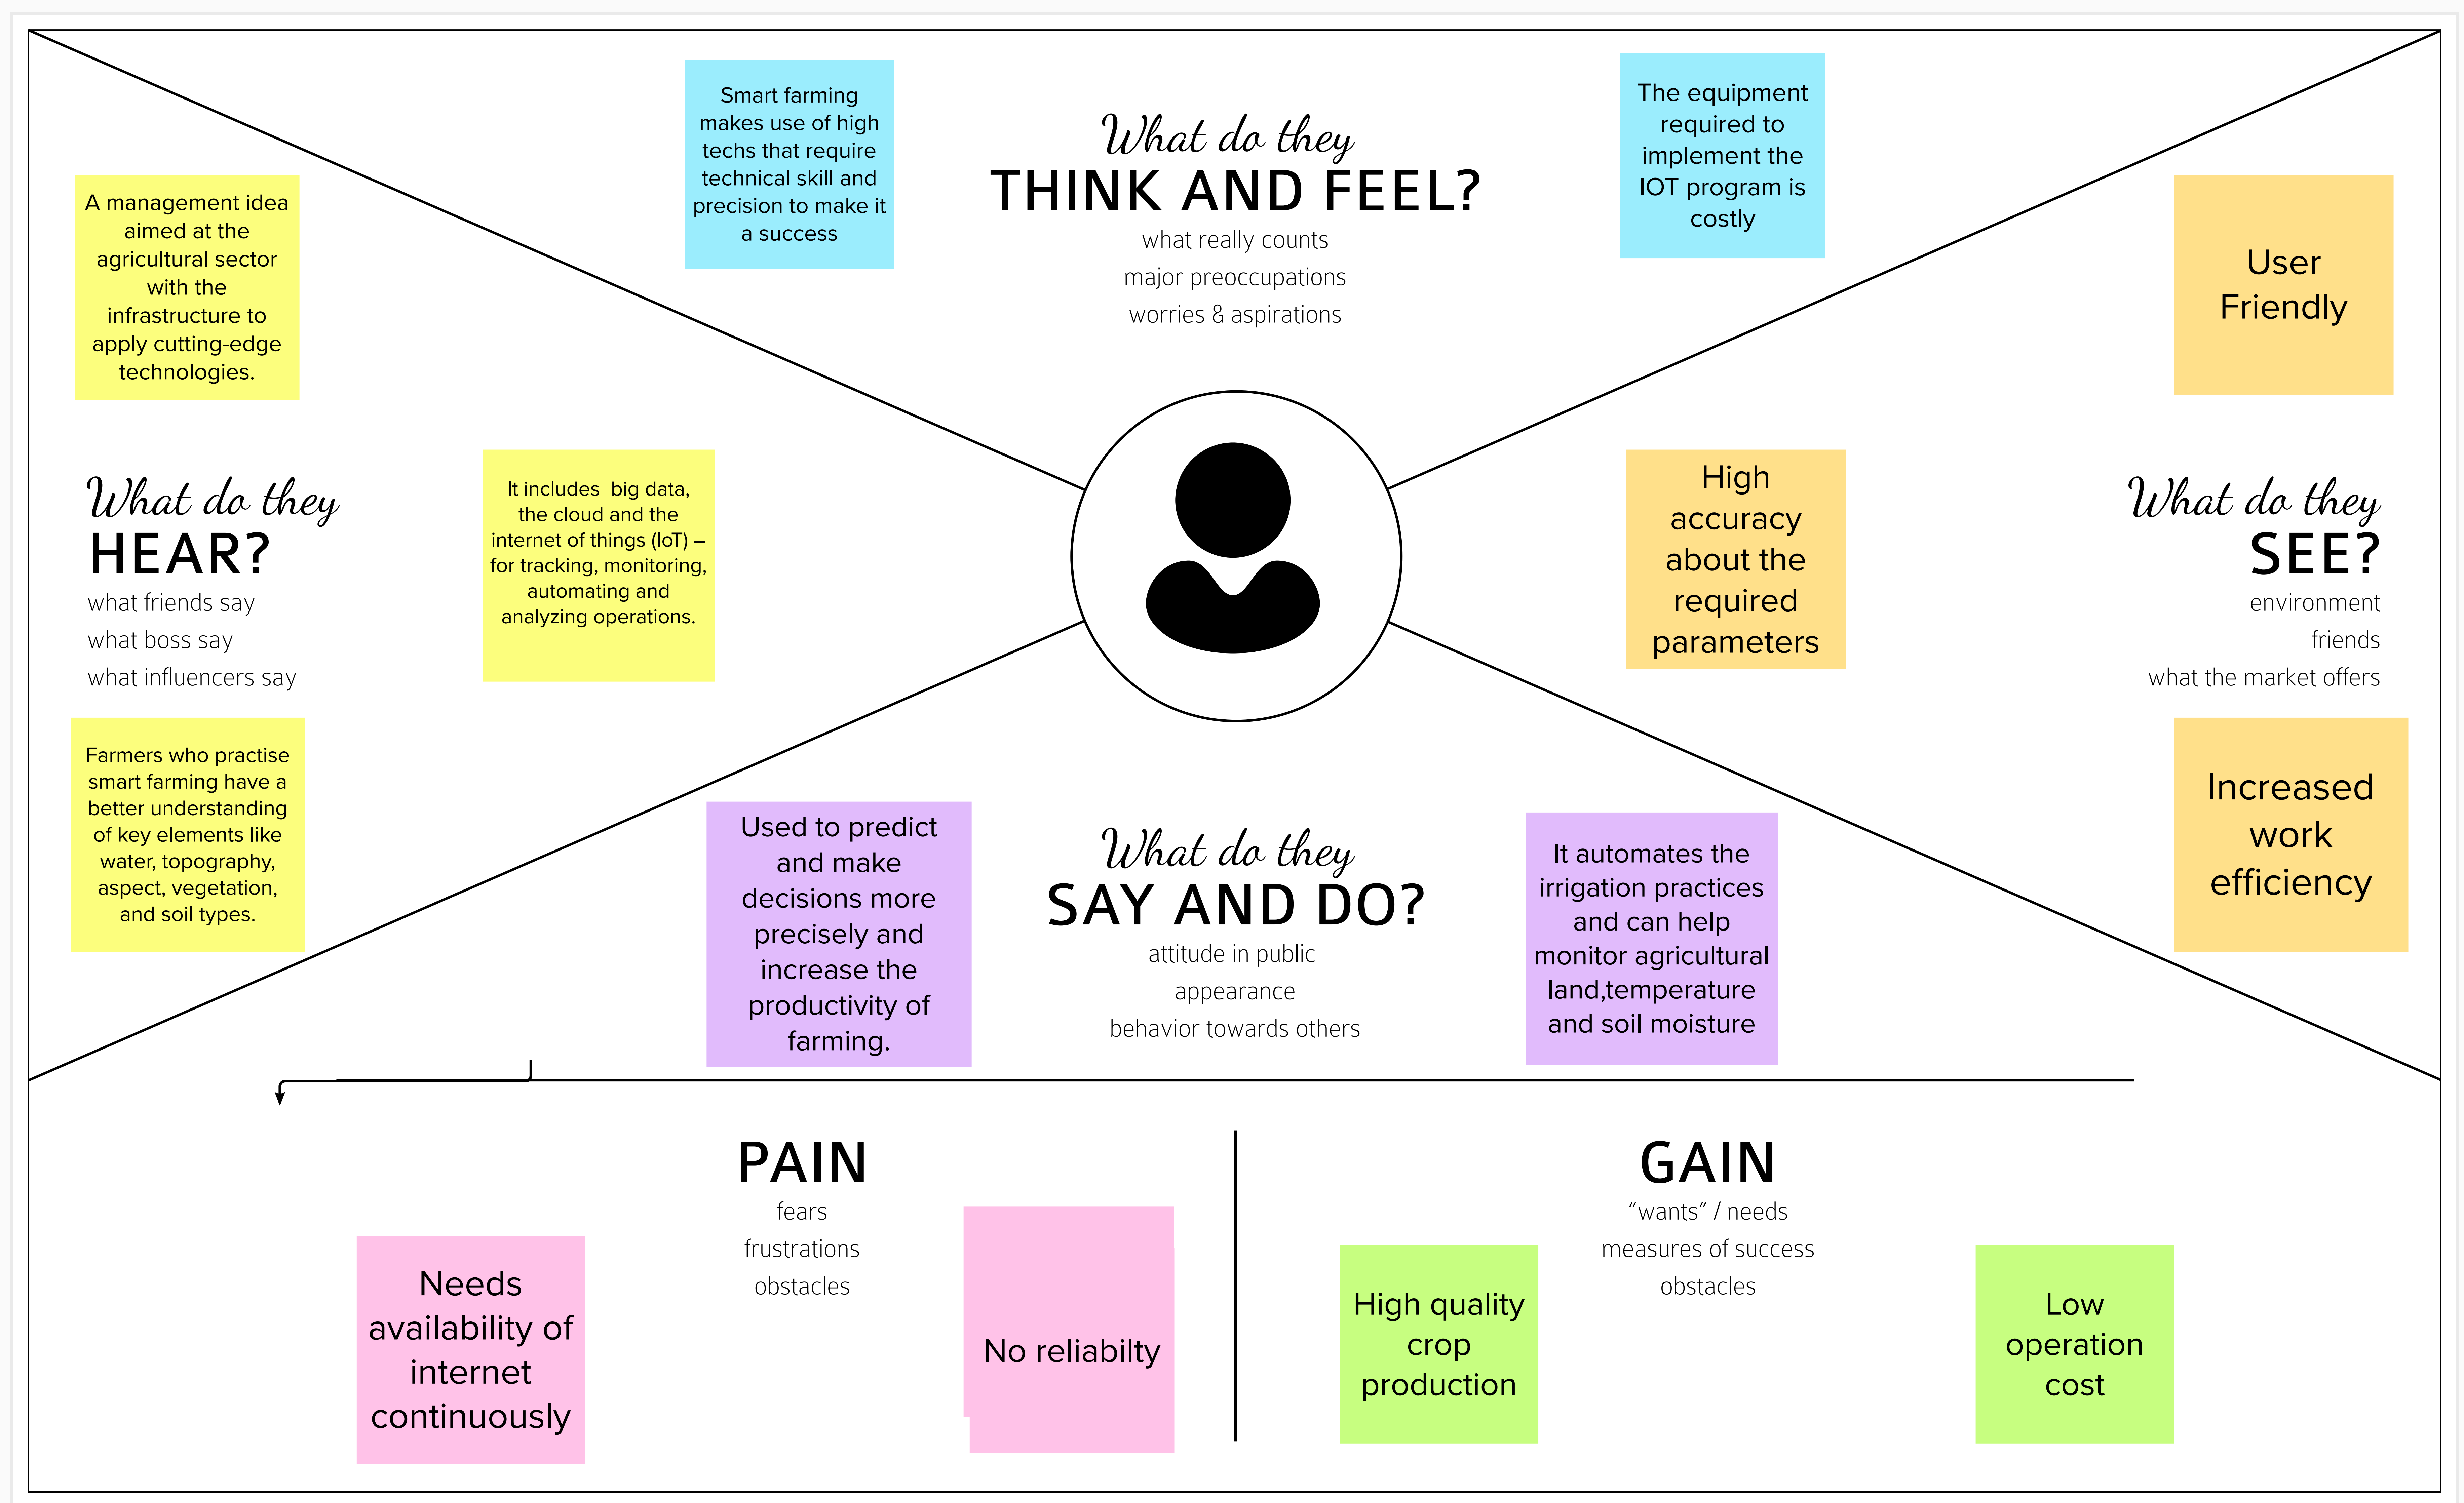 Smart farming
makes use of high
techs that require
technical skill and
precision to make it
a success
What do they
THINK AND FEEL?
what really counts
major preoccupations
worries & aspirations
The equipment
required to
implement the
IOT program is
costly
A management idea
aimed at the
agricultural sector
with the
infrastructure to
apply cutting-edge
technologies.
What do they
HEAR?
what friends say
what boss say
what influencers say
It includes  big data,
the cloud and the
internet of things (IoT) –
for tracking, monitoring,
automating and
analyzing operations.
Farmers who practise
smart farming have a
better understanding
of key elements like
water, topography,
aspect, vegetation,
and soil types.
User
Friendly
High
accuracy
about the
required
parameters
What do they
SEE?
environment
friends
what the market offers
Increased
work
efficiency
Used to predict
and make
decisions more
precisely and
increase the
productivity of
farming.
What do they
SAY AND DO?
attitude in public
appearance
behavior towards others
It automates the
irrigation practices
and can help
monitor agricultural
land,temperature
and soil moisture
PAIN
fears
frustrations
obstacles
Needs
availability of
internet
continuously
No reliabilty
GAIN
“wants” / needs
measures of success
obstacles
High quality
crop
production
Low
operation
cost